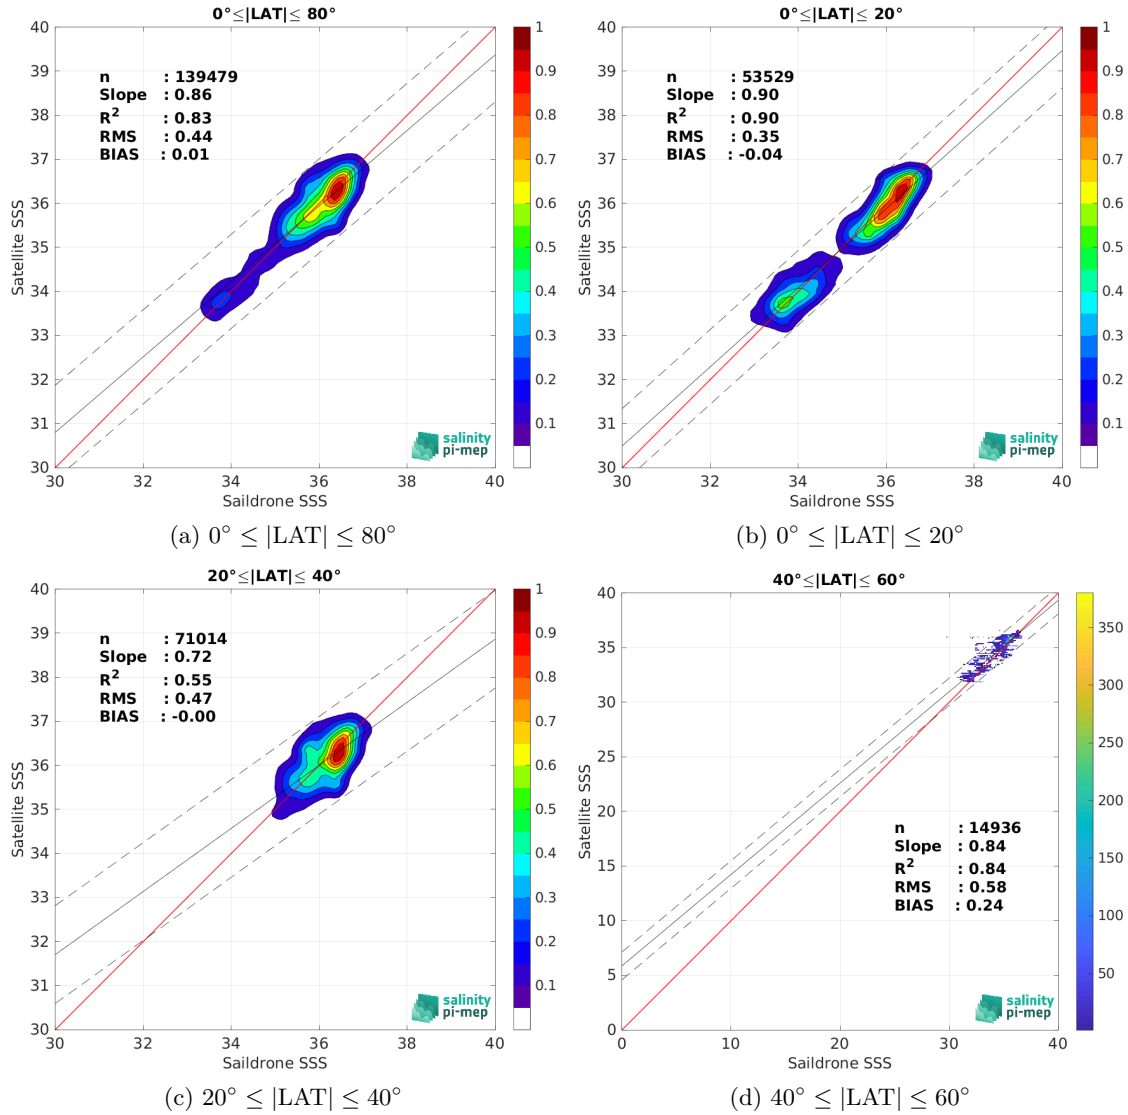 0°≤|LAT|≤ 80°
40
39
38
37
36
35
34
33
32
31
30
30
32
34
36
38
40
Satellite SSS
Saildrone SSS
n : 139479
Slope : 0.86
R² : 0.83
RMS : 0.44
BIAS : 0.01
1
0.9
0.8
0.7
0.6
0.5
0.4
0.3
0.2
0.1
salinity
pi-mep
(a) 0° ≤ |LAT| ≤ 80°
0°≤|LAT|≤ 20°
40
39
38
37
36
35
34
33
32
31
30
30
32
34
36
38
40
Satellite SSS
Saildrone SSS
n : 53529
Slope : 0.90
R² : 0.90
RMS : 0.35
BIAS : -0.04
1
0.9
0.8
0.7
0.6
0.5
0.4
0.3
0.2
0.1
salinity
pi-mep
(b) 0° ≤ |LAT| ≤ 20°
20°≤|LAT|≤ 40°
40
39
38
37
36
35
34
33
32
31
30
30
32
34
36
38
40
Satellite SSS
Saildrone SSS
n : 71014
Slope : 0.72
R² : 0.55
RMS : 0.47
BIAS : -0.00
1
0.9
0.8
0.7
0.6
0.5
0.4
0.3
0.2
0.1
salinity
pi-mep
(c) 20° ≤ |LAT| ≤ 40°
40°≤|LAT|≤ 60°
40
35
30
25
20
15
10
5
0
0
10
20
30
40
Satellite SSS
Saildrone SSS
n : 14936
Slope : 0.84
R² : 0.84
RMS : 0.58
BIAS : 0.24
350
300
250
200
150
100
50
salinity
pi-mep
(d) 40° ≤ |LAT| ≤ 60°